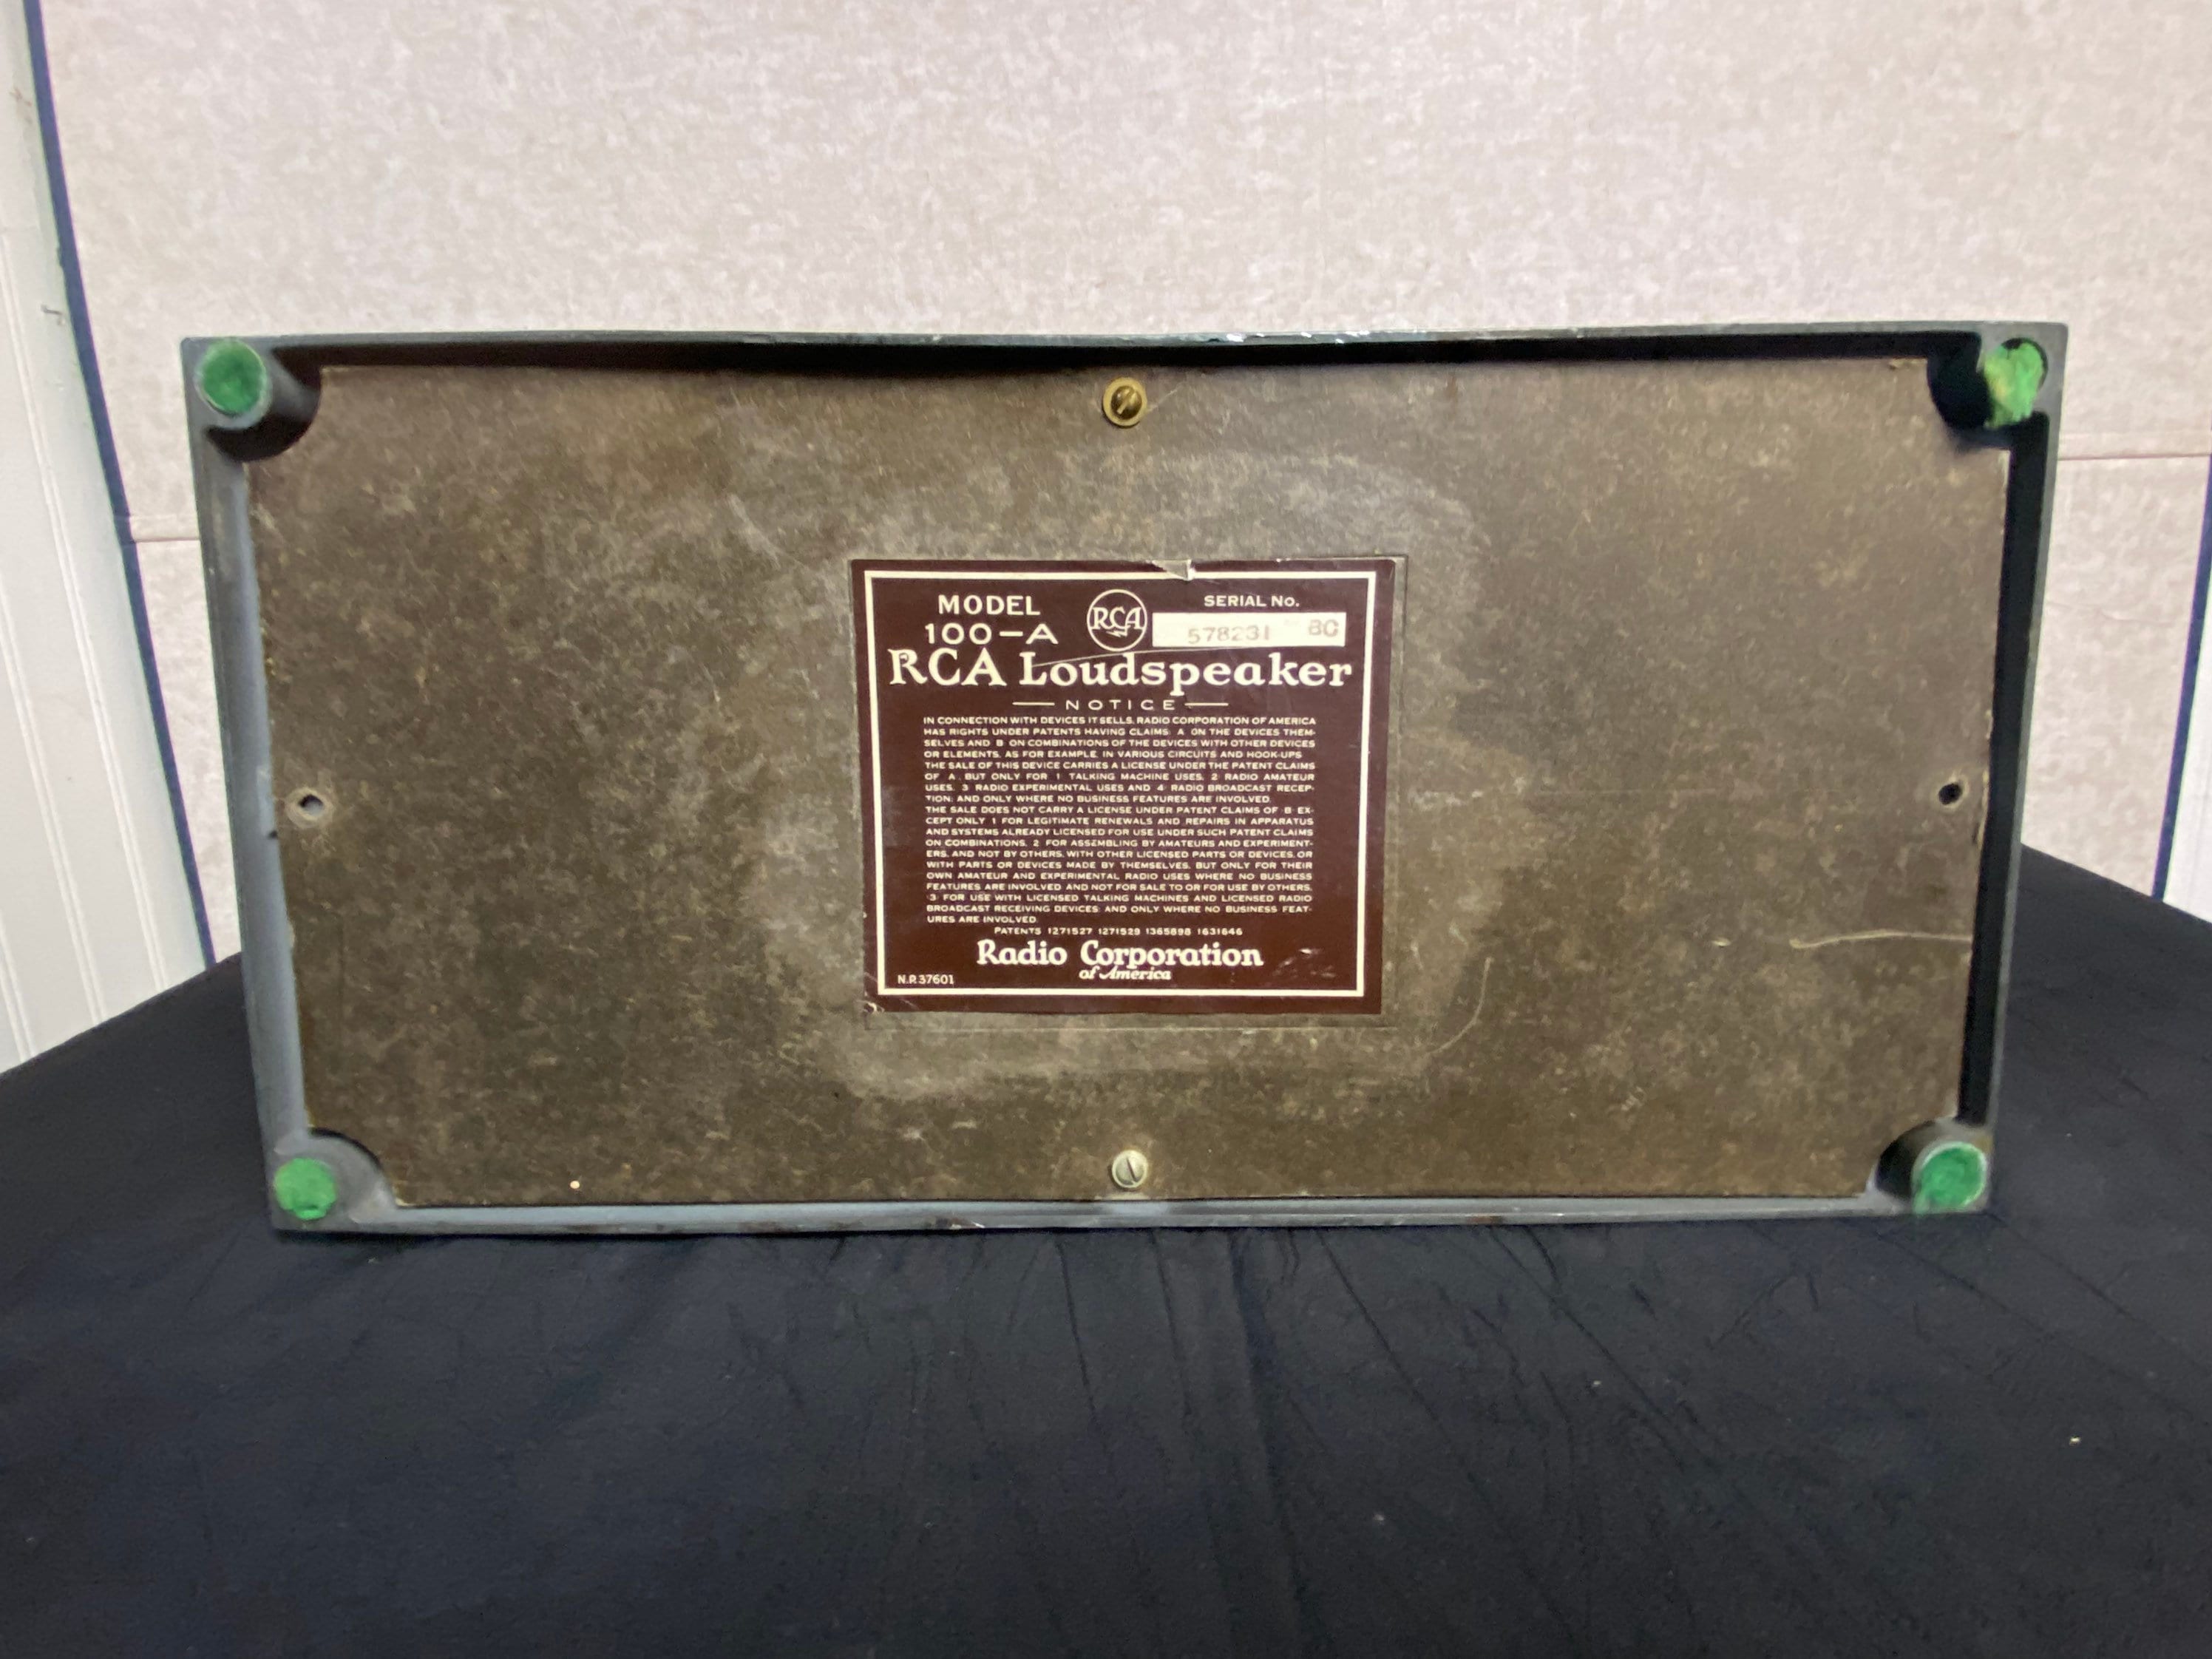 MODEL
100-A
RCA
SERIAL No.
578231 BC
RCA Loudspeaker
NOTICE
IN CONNECTION WITH DEVICES IT SELLS, RADIO CORPORATION OF AMERICA
HAS RIGHTS UNDER PATENTS HAVING CLAIMS A ON THE DEVICES THEM-
SELVES AND B ON COMBINATIONS OF THE DEVICES WITH OTHER DEVICES
OR ELEMENTS, AS FOR EXAMPLE IN VARIOUS CIRCUITS AND HOOK-UPS
THE SALE OF THIS DEVICE CARRIES A LICENSE UNDER THE PATENT CLAIMS
OF A, BUT ONLY FOR 1 TALKING MACHINE USES, 2 RADIO AMATEUR
USES, 3 RADIO EXPERIMENTAL USES AND 4 RADIO BROADCAST RECEP-
TION; AND ONLY WHERE NO BUSINESS FEATURES ARE INVOLVED.
THE SALE DOES NOT CARRY A LICENSE UNDER PATENT CLAIMS OF B EX-
CEPT ONLY 1 FOR LEGITIMATE RENEWALS AND REPAIRS IN APPARATUS
AND SYSTEMS ALREADY LICENSED FOR USE UNDER SUCH PATENT CLAIMS
ON COMBINATIONS, 2 FOR ASSEMBLING BY AMATEURS AND EXPERIMENT-
ERS, AND NOT BY OTHERS, WITH OTHER LICENSED PARTS OR DEVICES, OR
WITH PARTS OR DEVICES MADE BY THEMSELVES, BUT ONLY FOR THEIR
OWN AMATEUR AND EXPERIMENTAL RADIO USES WHERE NO BUSINESS
FEATURES ARE INVOLVED AND NOT FOR SALE TO OR FOR USE BY OTHERS,
3 FOR USE WITH LICENSED TALKING MACHINES AND LICENSED RADIO
BROADCAST RECEIVING DEVICES; AND ONLY WHERE NO BUSINESS FEAT-
URES ARE INVOLVED
PATENTS 1271527 1271529 1365898 1631646
Radio Corporation
of America
N.P. 37601